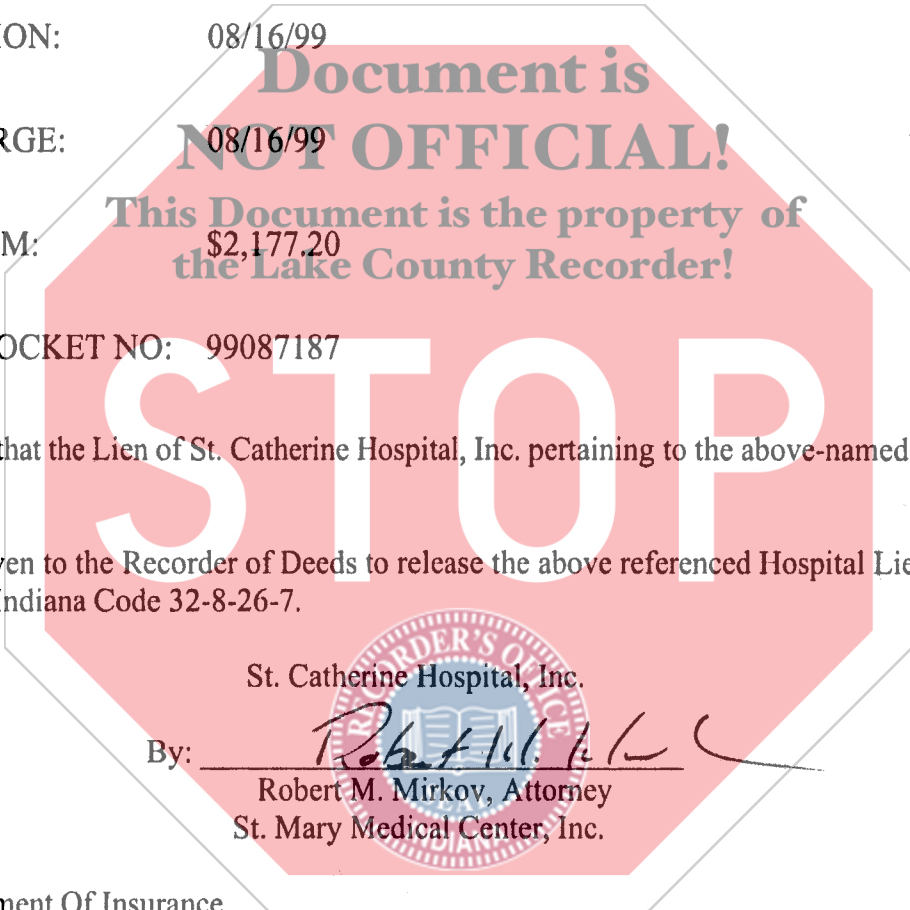 ION: 08/16/99
Document is
RGE: 08/16/99
NOT OFFICIAL!
This Document is the property of
M: $2,177.20
the Lake County Recorder!
OCKET NO: 99087187
STOP
that the Lien of St. Catherine Hospital, Inc. pertaining to the above-named
ven to the Recorder of Deeds to release the above referenced Hospital Lie
Indiana Code 32-8-26-7.
RECORDER'S OFFICE
St. Catherine Hospital, Inc.
By:
Robert M. Mirkov, Attorney
St. Mary Medical Center, Inc.
INDIANA
ment Of Insurance